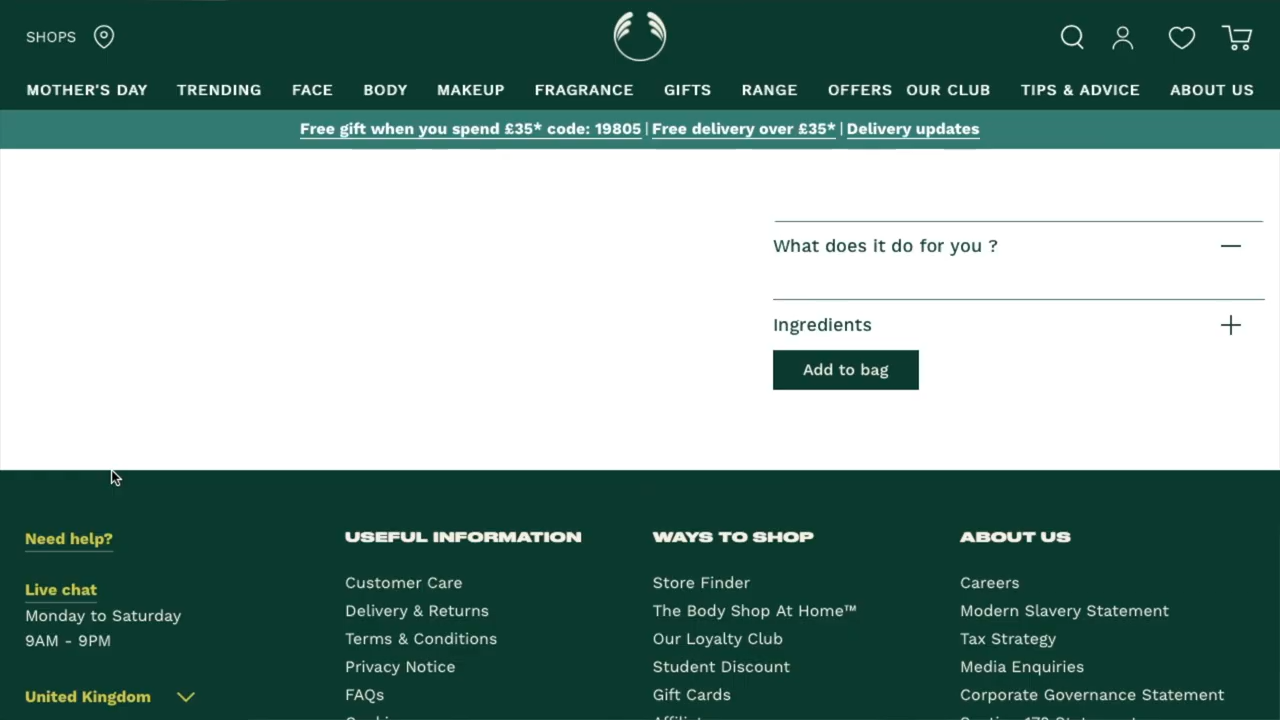 SHOPS
MOTHER'S DAY TRENDING FACE BODY MAKEUP FRAGRANCE GIFTS RANGE OFFERS OUR CLUB TIPS & ADVICE ABOUT US
Free gift when you spend £35* code: 19805 | Free delivery over £35* | Delivery updates
What does it do for you ?
Ingredients
Add to bag
Need help?
Live chat
Monday to Saturday
9AM - 9PM
United Kingdom
USEFUL INFORMATION
Customer Care
Delivery & Returns
Terms & Conditions
Privacy Notice
FAQs
WAYS TO SHOP
Store Finder
The Body Shop At Home™
Our Loyalty Club
Student Discount
Gift Cards
ABOUT US
Careers
Modern Slavery Statement
Tax Strategy
Media Enquiries
Corporate Governance Statement